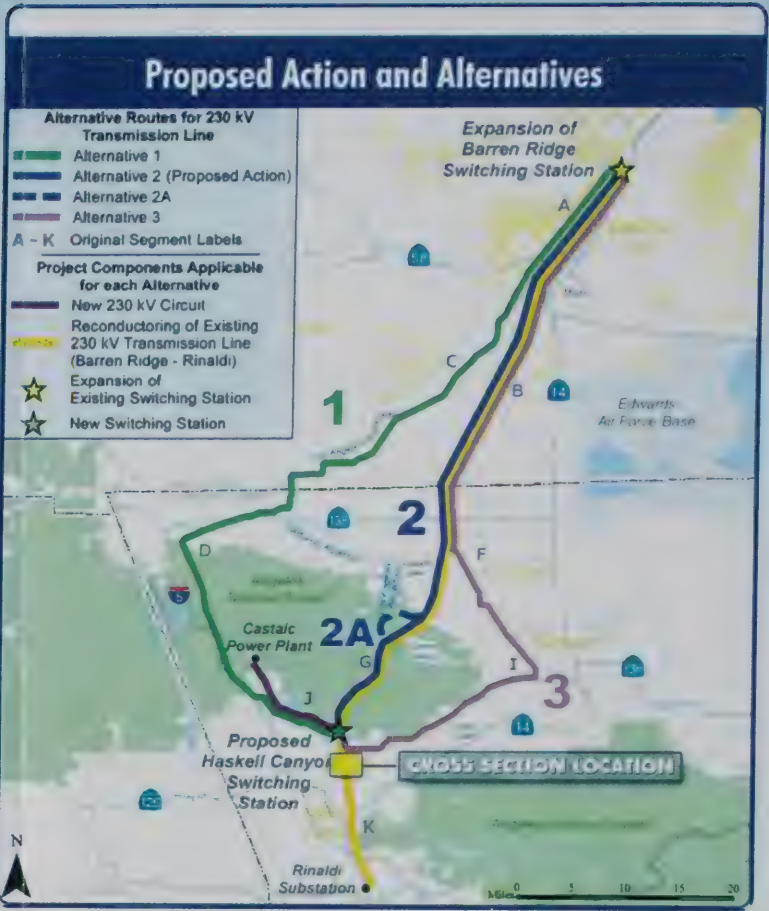 Proposed Action and Alternatives
Alternative Routes for 230 kV
Transmission Line
Alternative 1
Alternative 2 (Proposed Action)
Alternative 2A
Alternative 3
A - K Original Segment Labels
Project Components Applicable
for each Alternative
New 230 kV Circuit
Reconductoring of Existing
230 kV Transmission Line
(Barren Ridge - Rinaldi)
Expansion of
Existing Switching Station
New Switching Station
Expansion of
Barren Ridge
Switching Station
A
C
B
14
1
Edwards
Air Force Base
2
D
F
5
2A
Castaic
Power Plant
G
I
3
J
14
Proposed
Haskell Canyon
Switching
Station
CROSS SECTION LOCATION
K
N
Rinaldi
Substation
Miles
0 5 10 15 20